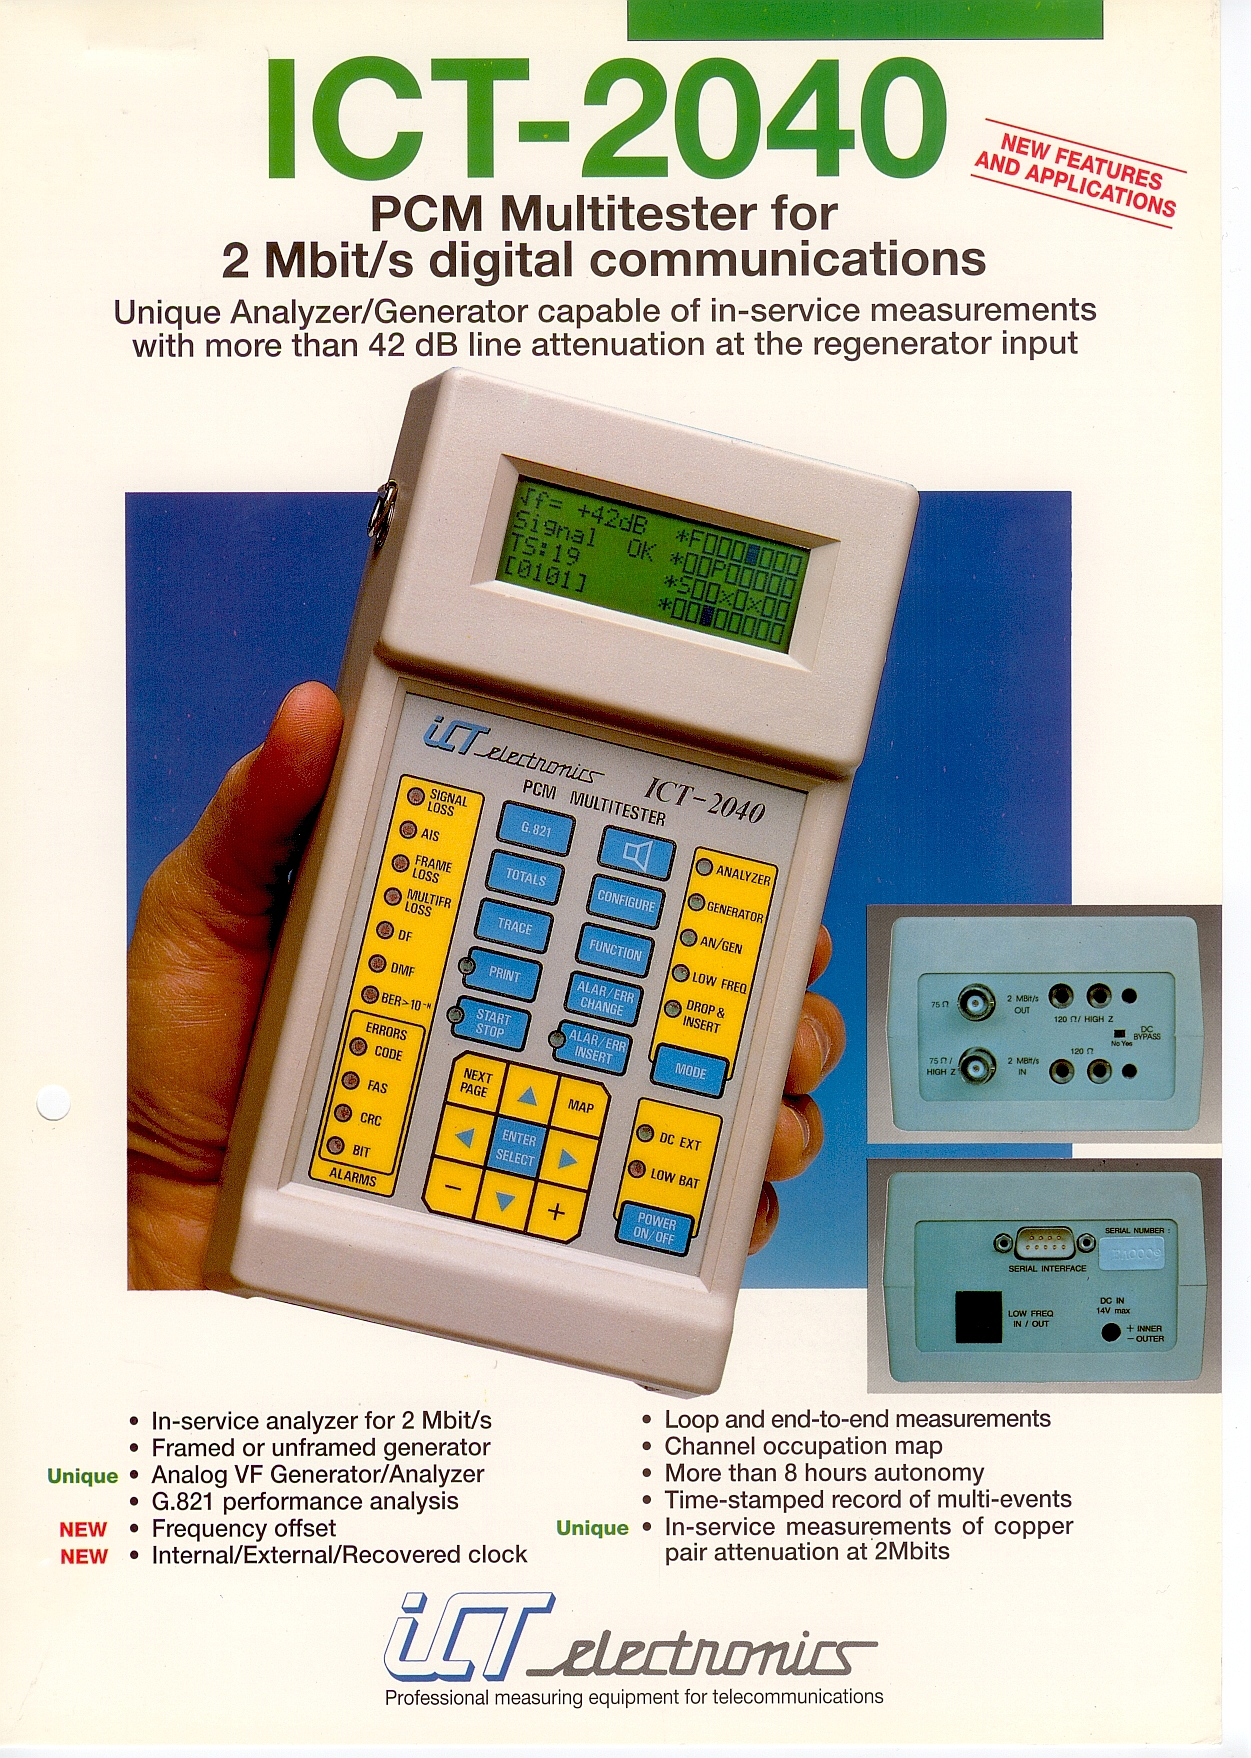 ICT-2040
NEW FEATURES
AND APPLICATIONS
PCM Multitester for
2 Mbit/s digital communications
Unique Analyzer/Generator capable of in-service measurements
with more than 42 dB line attenuation at the regenerator input
√f= +42dB
Signal OK
TS:19
[0101]
iCT electronics ICT-2040
PCM MULTITESTER
SIGNAL
LOSS
AIS
FRAME
LOSS
MULTIFR
LOSS
DF
DMF
BER>10⁻ᴺ
ERRORS
CODE
FAS
CRC
BIT
ALARMS
G.821
TOTALS
TRACE
PRINT
START
STOP
CONFIGURE
FUNCTION
ALAR/ERR
CHANGE
ALAR/ERR
INSERT
ANALYZER
GENERATOR
AN/GEN
LOW FREQ
DROP &
INSERT
MODE
NEXT
PAGE
MAP
ENTER
SELECT
−
+
DC EXT
LOW BAT
POWER
ON/OFF
75 Ω
2 MBit/s
OUT
120 Ω/ HIGH Z
DC
BYPASS
No Yes
75 Ω /
HIGH Z
2 MBit/s
IN
120 Ω
SERIAL NUMBER :
SERIAL INTERFACE
LOW FREQ
IN / OUT
DC IN
14V max
+ INNER
− OUTER
• In-service analyzer for 2 Mbit/s
• Framed or unframed generator
Unique • Analog VF Generator/Analyzer
• G.821 performance analysis
NEW • Frequency offset
NEW • Internal/External/Recovered clock
• Loop and end-to-end measurements
• Channel occupation map
• More than 8 hours autonomy
• Time-stamped record of multi-events
Unique • In-service measurements of copper
pair attenuation at 2Mbits
iCT electronics
Professional measuring equipment for telecommunications